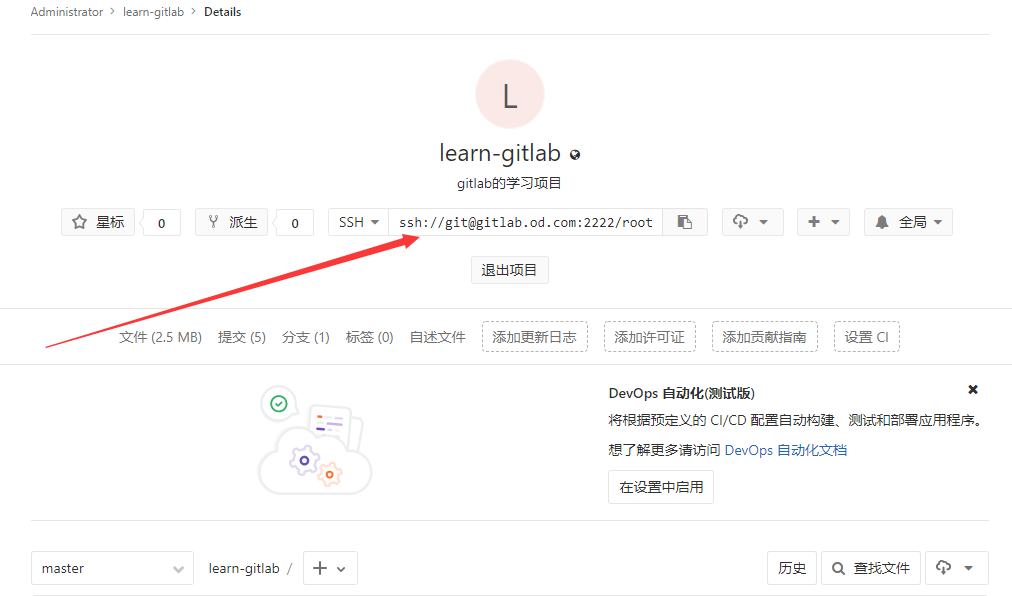 Administrator > learn-gitlab > Details
L
learn-gitlab
gitlab的学习项目
星标 0 派生 0 SSH ssh://git@gitlab.od.com:2222/root 全局
退出项目
文件 (2.5 MB) 提交 (5) 分支 (1) 标签 (0) 自述文件 添加更新日志 添加许可证 添加贡献指南 设置 CI
DevOps 自动化(测试版)
将根据预定义的 CI/CD 配置自动构建、测试和部署应用程序。
想了解更多请访问 DevOps 自动化文档
在设置中启用
master learn-gitlab / 历史 查找文件